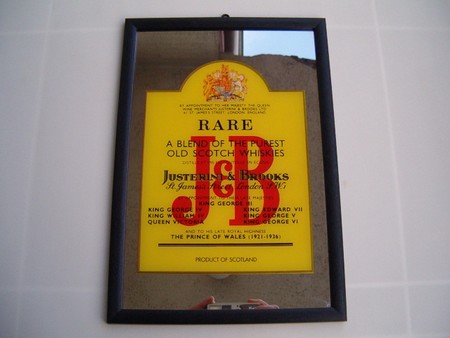 BY APPOINTMENT TO HER MAJESTY THE QUEEN
WINE MERCHANTS JUSTERINI & BROOKS LTD
61 ST JAMES'S STREET LONDON ENGLAND
RARE
A BLEND OF THE PUREST
OLD SCOTCH WHISKIES
J&B
JUSTERINI & BROOKS
St. James's Street, London, S.W.1
KING GEORGE III
KING GEORGE IV KING EDWARD VII
KING WILLIAM IV KING GEORGE V
QUEEN VICTORIA KING GEORGE VI
AND TO HIS LATE ROYAL HIGHNESS
THE PRINCE OF WALES (1921-1936)
PRODUCT OF SCOTLAND